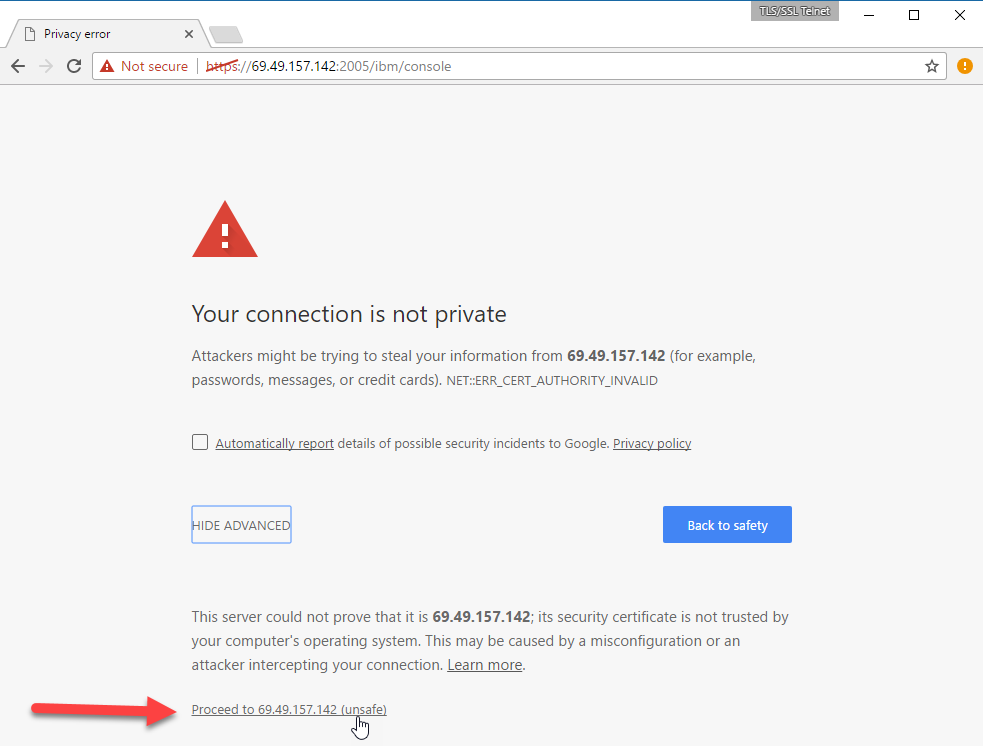 TLS/SSL Telnet
Privacy error
Not secure | https://69.49.157.142:2005/ibm/console
Your connection is not private
Attackers might be trying to steal your information from 69.49.157.142 (for example,
passwords, messages, or credit cards). NET::ERR_CERT_AUTHORITY_INVALID
Automatically report details of possible security incidents to Google. Privacy policy
HIDE ADVANCED
Back to safety
This server could not prove that it is 69.49.157.142; its security certificate is not trusted by
your computer's operating system. This may be caused by a misconfiguration or an
attacker intercepting your connection. Learn more.
Proceed to 69.49.157.142 (unsafe)